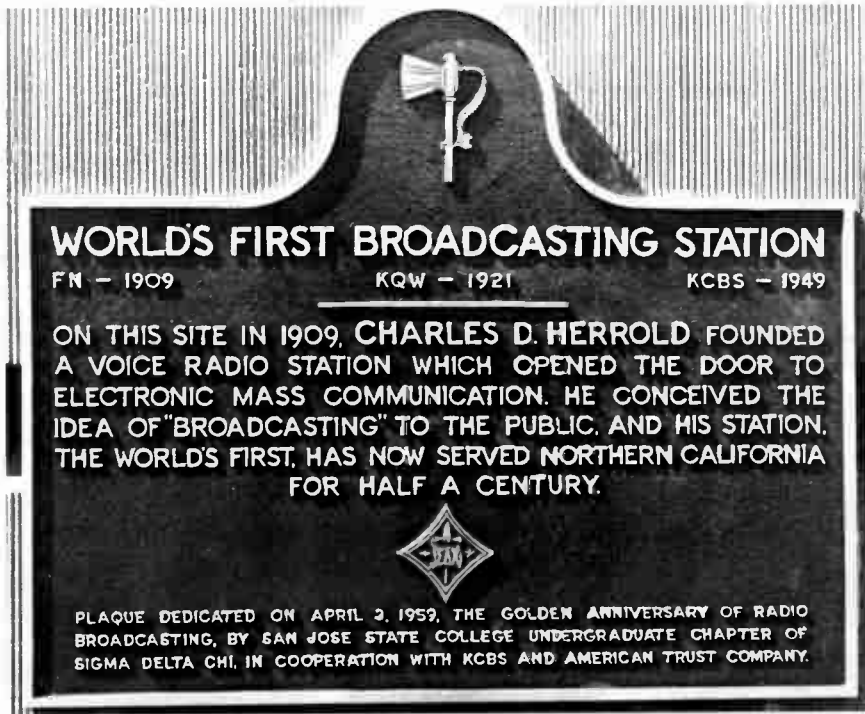 WORLD'S FIRST BROADCASTING STATION
FN – 1909 KQW – 1921 KCBS – 1949
ON THIS SITE IN 1909, CHARLES D. HERROLD FOUNDED
A VOICE RADIO STATION WHICH OPENED THE DOOR TO
ELECTRONIC MASS COMMUNICATION. HE CONCEIVED THE
IDEA OF "BROADCASTING" TO THE PUBLIC, AND HIS STATION,
THE WORLD'S FIRST, HAS NOW SERVED NORTHERN CALIFORNIA
FOR HALF A CENTURY.
PLAQUE DEDICATED ON APRIL 3, 1959, THE GOLDEN ANNIVERSARY OF RADIO
BROADCASTING, BY SAN JOSE STATE COLLEGE UNDERGRADUATE CHAPTER OF
SIGMA DELTA CHI, IN COOPERATION WITH KCBS AND AMERICAN TRUST COMPANY.